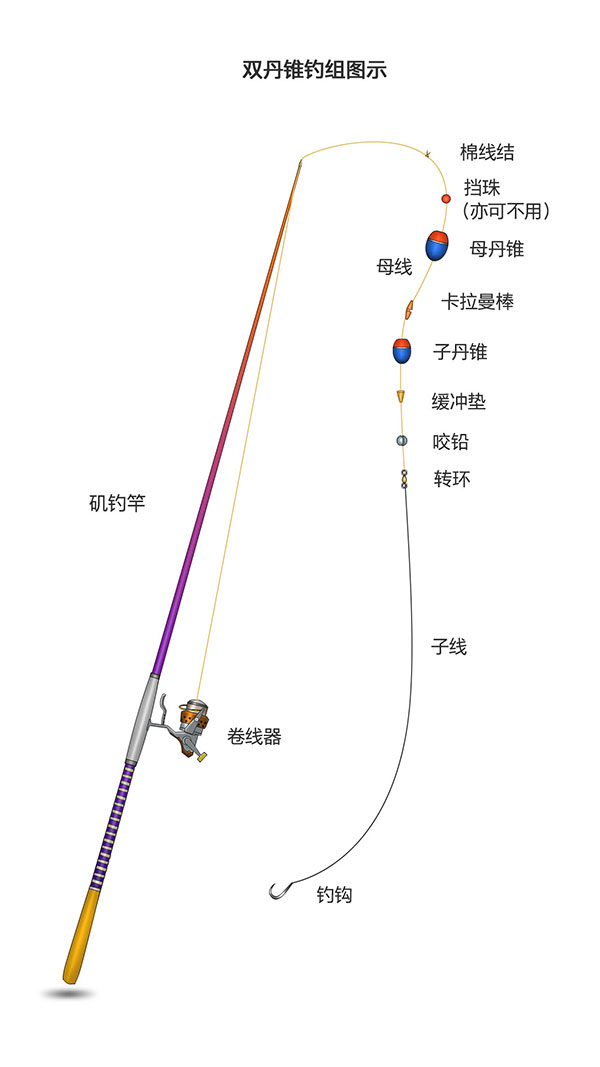 双丹锥钓组图示
棉线结
挡珠
（亦可不用）
母丹锥
母线
卡拉曼棒
子丹锥
缓冲垫
咬铅
转环
矶钓竿
子线
卷线器
钓钩